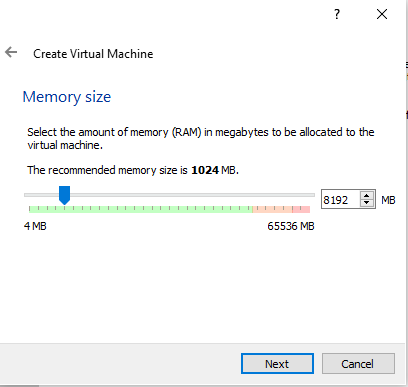 ?
Create Virtual Machine
Memory size
Select the amount of memory (RAM) in megabytes to be allocated to the
virtual machine.
The recommended memory size is 1024 MB.
8192 MB
4 MB 65536 MB
Next Cancel